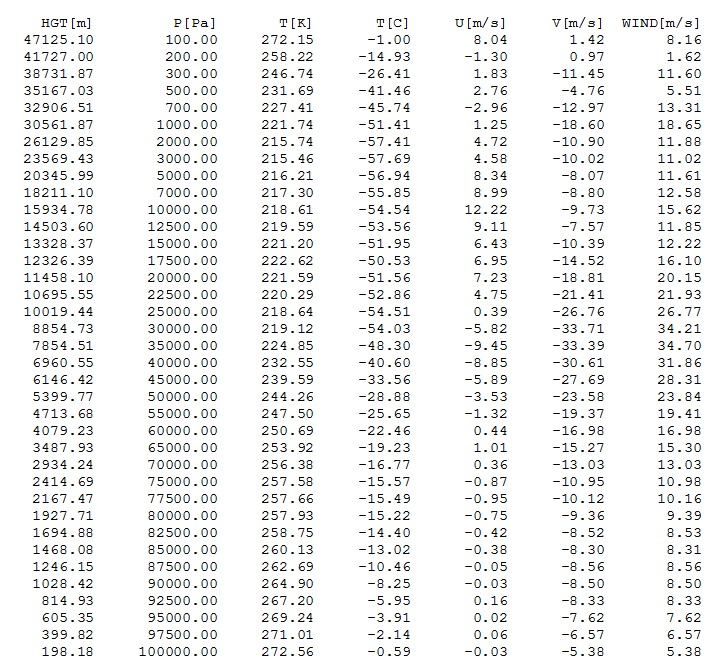 HGT[m] P[Pa] T[K] T[C] U[m/s] V[m/s] WIND[m/s]
47125.10 100.00 272.15 -1.00 8.04 1.42 8.16
41727.00 200.00 258.22 -14.93 -1.30 0.97 1.62
38731.87 300.00 246.74 -26.41 1.83 -11.45 11.60
35167.03 500.00 231.69 -41.46 2.76 -4.76 5.51
32906.51 700.00 227.41 -45.74 -2.96 -12.97 13.31
30561.87 1000.00 221.74 -51.41 1.25 -18.60 18.65
26129.85 2000.00 215.74 -57.41 4.72 -10.90 11.88
23569.43 3000.00 215.46 -57.69 4.58 -10.02 11.02
20345.99 5000.00 216.21 -56.94 8.34 -8.07 11.61
18211.10 7000.00 217.30 -55.85 8.99 -8.80 12.58
15934.78 10000.00 218.61 -54.54 12.22 -9.73 15.62
14503.60 12500.00 219.59 -53.56 9.11 -7.57 11.85
13328.37 15000.00 221.20 -51.95 6.43 -10.39 12.22
12326.39 17500.00 222.62 -50.53 6.95 -14.52 16.10
11458.10 20000.00 221.59 -51.56 7.23 -18.81 20.15
10695.55 22500.00 220.29 -52.86 4.75 -21.41 21.93
10019.44 25000.00 218.64 -54.51 0.39 -26.76 26.77
8854.73 30000.00 219.12 -54.03 -5.82 -33.71 34.21
7854.51 35000.00 224.85 -48.30 -9.45 -33.39 34.70
6960.55 40000.00 232.55 -40.60 -8.85 -30.61 31.86
6146.42 45000.00 239.59 -33.56 -5.89 -27.69 28.31
5399.77 50000.00 244.26 -28.88 -3.53 -23.58 23.84
4713.68 55000.00 247.50 -25.65 -1.32 -19.37 19.41
4079.23 60000.00 250.69 -22.46 0.44 -16.98 16.98
3487.93 65000.00 253.92 -19.23 1.01 -15.27 15.30
2934.24 70000.00 256.38 -16.77 0.36 -13.03 13.03
2414.69 75000.00 257.58 -15.57 -0.87 -10.95 10.98
2167.47 77500.00 257.66 -15.49 -0.95 -10.12 10.16
1927.71 80000.00 257.93 -15.22 -0.75 -9.36 9.39
1694.88 82500.00 258.75 -14.40 -0.42 -8.52 8.53
1468.08 85000.00 260.13 -13.02 -0.38 -8.30 8.31
1246.15 87500.00 262.69 -10.46 -0.05 -8.56 8.56
1028.42 90000.00 264.90 -8.25 -0.03 -8.50 8.50
814.93 92500.00 267.20 -5.95 0.16 -8.33 8.33
605.35 95000.00 269.24 -3.91 0.02 -7.62 7.62
399.82 97500.00 271.01 -2.14 0.06 -6.57 6.57
198.18 100000.00 272.56 -0.59 -0.03 -5.38 5.38